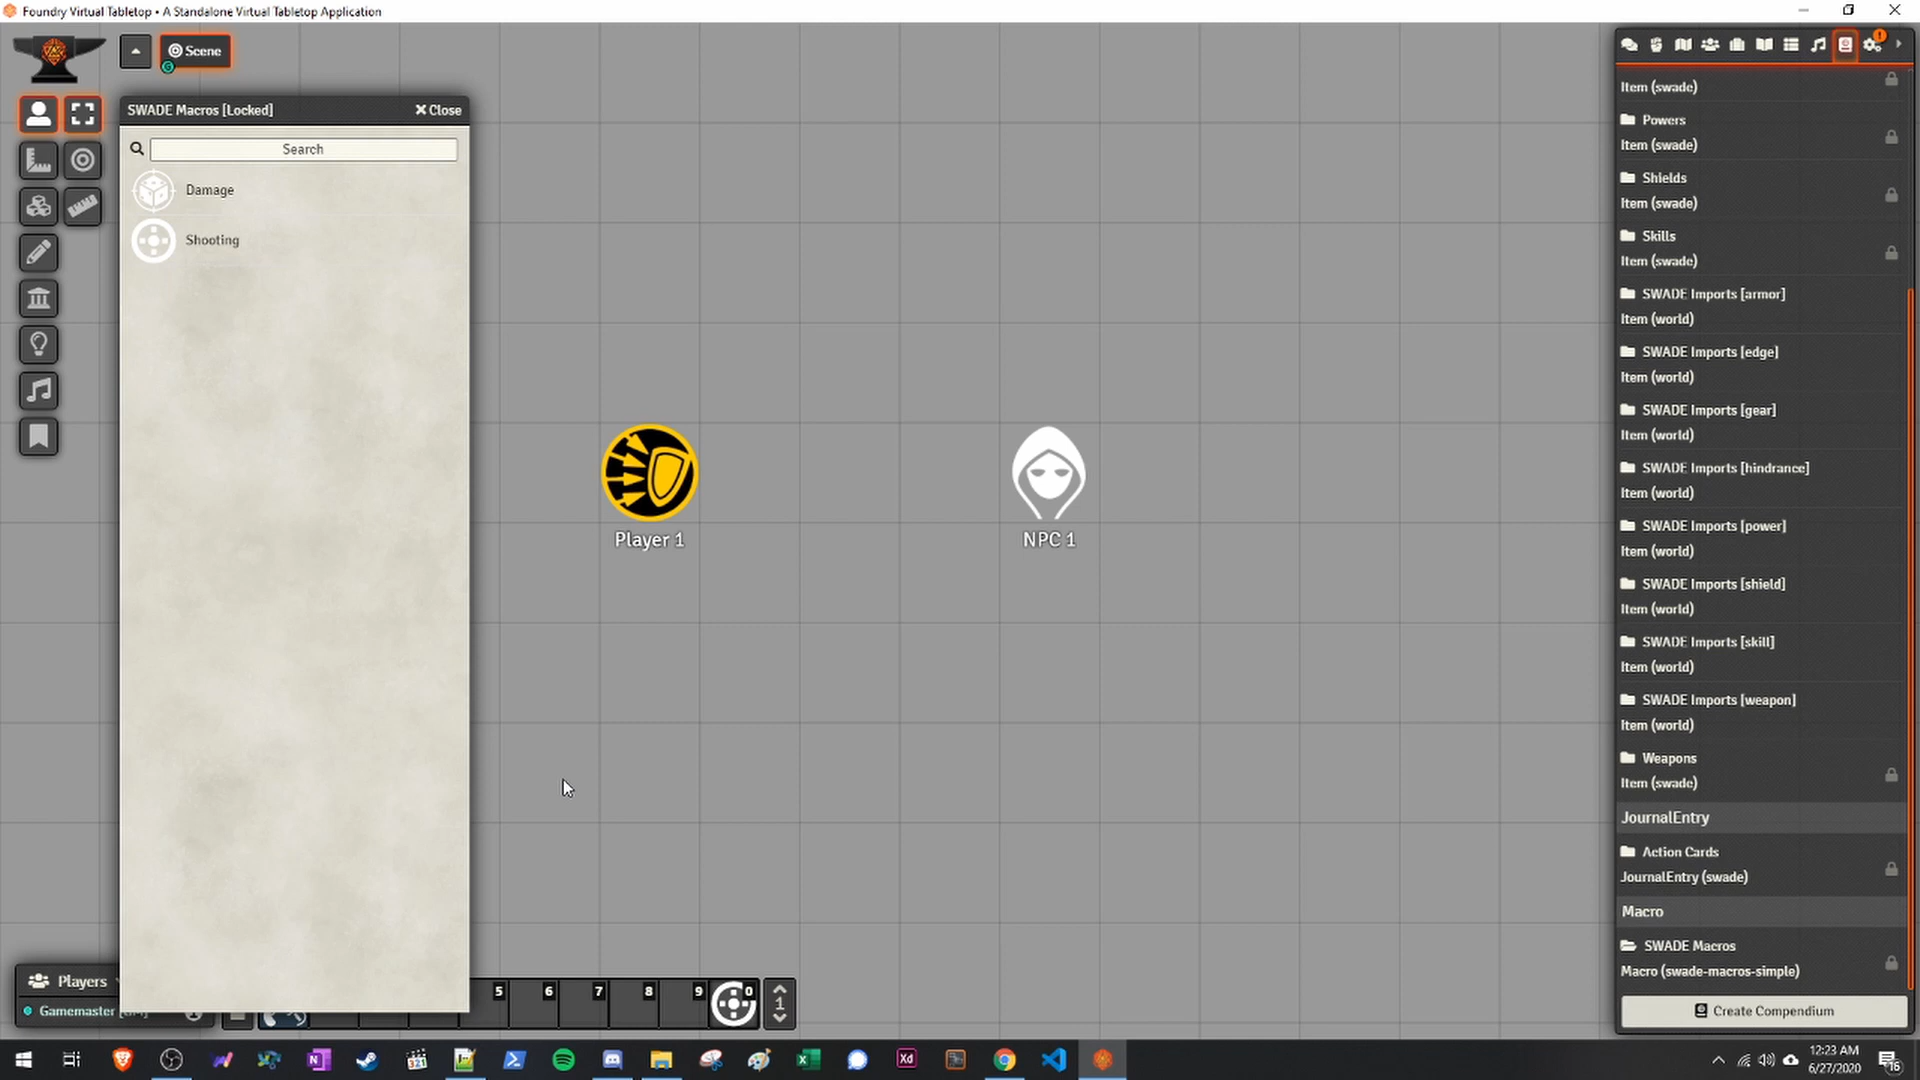 Foundry Virtual Tabletop • A Standalone Virtual Tabletop Application
Scene
G
SWADE Macros [Locked]
Close
Search
Damage
Shooting
Player 1
NPC 1
Item (swade)
Powers
Item (swade)
Shields
Item (swade)
Skills
Item (swade)
SWADE Imports [armor]
Item (world)
SWADE Imports [edge]
Item (world)
SWADE Imports [gear]
Item (world)
SWADE Imports [hindrance]
Item (world)
SWADE Imports [power]
Item (world)
SWADE Imports [shield]
Item (world)
SWADE Imports [skill]
Item (world)
SWADE Imports [weapon]
Item (world)
Weapons
Item (swade)
JournalEntry
Action Cards
JournalEntry (swade)
Macro
SWADE Macros
Macro (swade-macros-simple)
Create Compendium
Players
Gamemaster
5 6 7 8 9 0
1
321
Xd
12:23 AM
6/27/2020
16